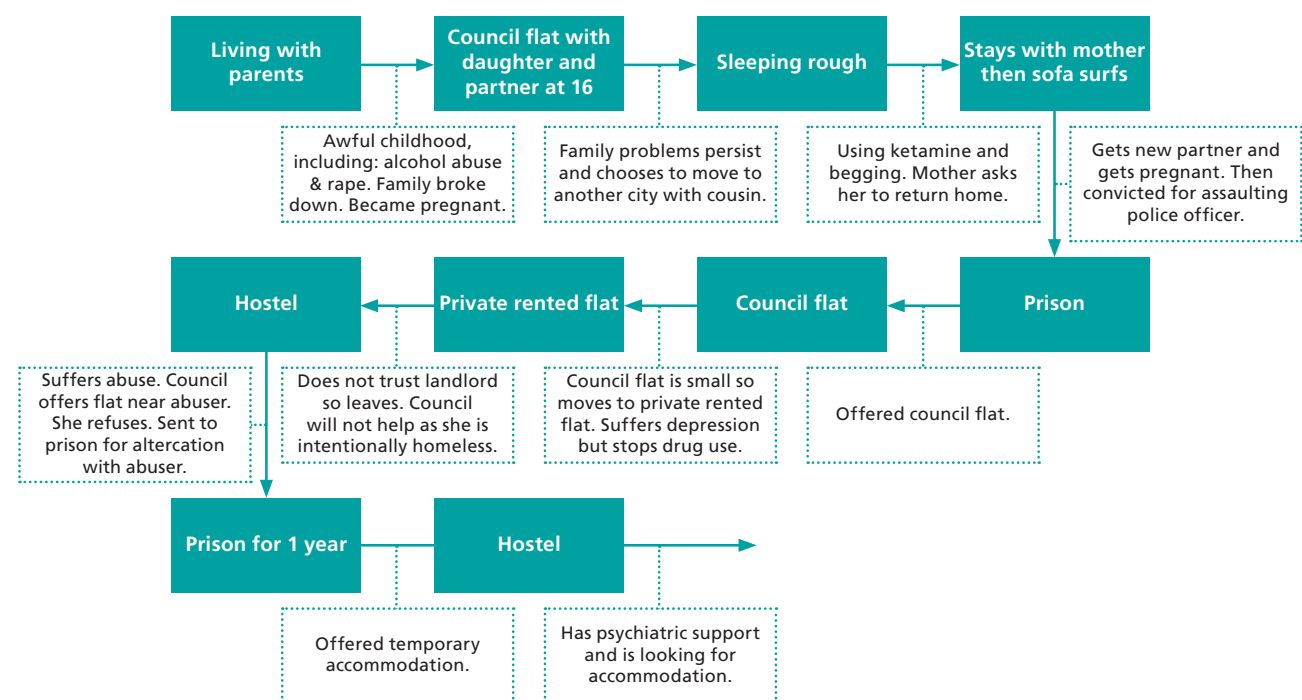 Living with
parents
Council flat with
daughter and
partner at 16
Sleeping rough
Stays with mother
then sofa surfs
Awful childhood,
including: alcohol abuse
& rape. Family broke
down. Became pregnant.
Family problems persist
and chooses to move to
another city with cousin.
Using ketamine and
begging. Mother asks
her to return home.
Gets new partner and
gets pregnant. Then
convicted for assaulting
police officer.
Hostel
Private rented flat
Council flat
Prison
Suffers abuse. Council
offers flat near abuser.
She refuses. Sent to
prison for altercation
with abuser.
Does not trust landlord
so leaves. Council
will not help as she is
intentionally homeless.
Council flat is small so
moves to private rented
flat. Suffers depression
but stops drug use.
Offered council flat.
Prison for 1 year
Hostel
Offered temporary
accommodation.
Has psychiatric support
and is looking for
accommodation.